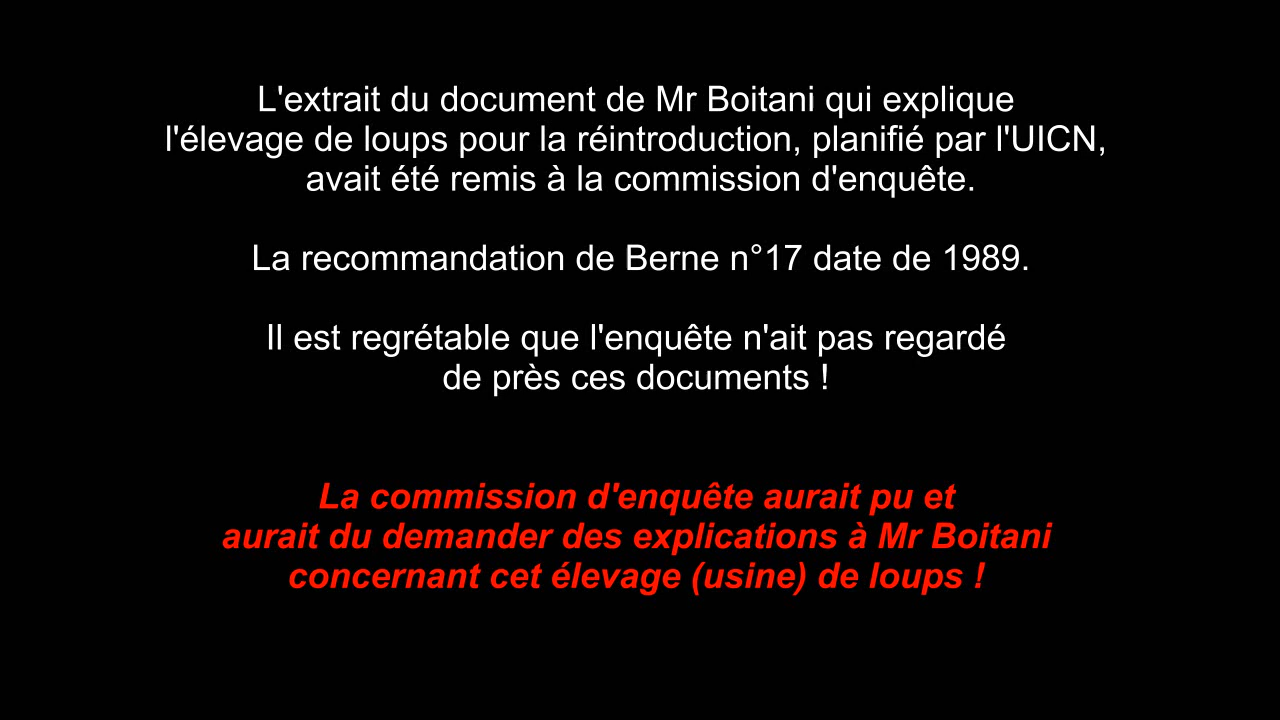 L'extrait du document de Mr Boitani qui explique
l'élevage de loups pour la réintroduction, planifié par l'UICN,
avait été remis à la commission d'enquête.
La recommandation de Berne n°17 date de 1989.
Il est regrétable que l'enquête n'ait pas regardé
de près ces documents !
La commission d'enquête aurait pu et
aurait du demander des explications à Mr Boitani
concernant cet élevage (usine) de loups !